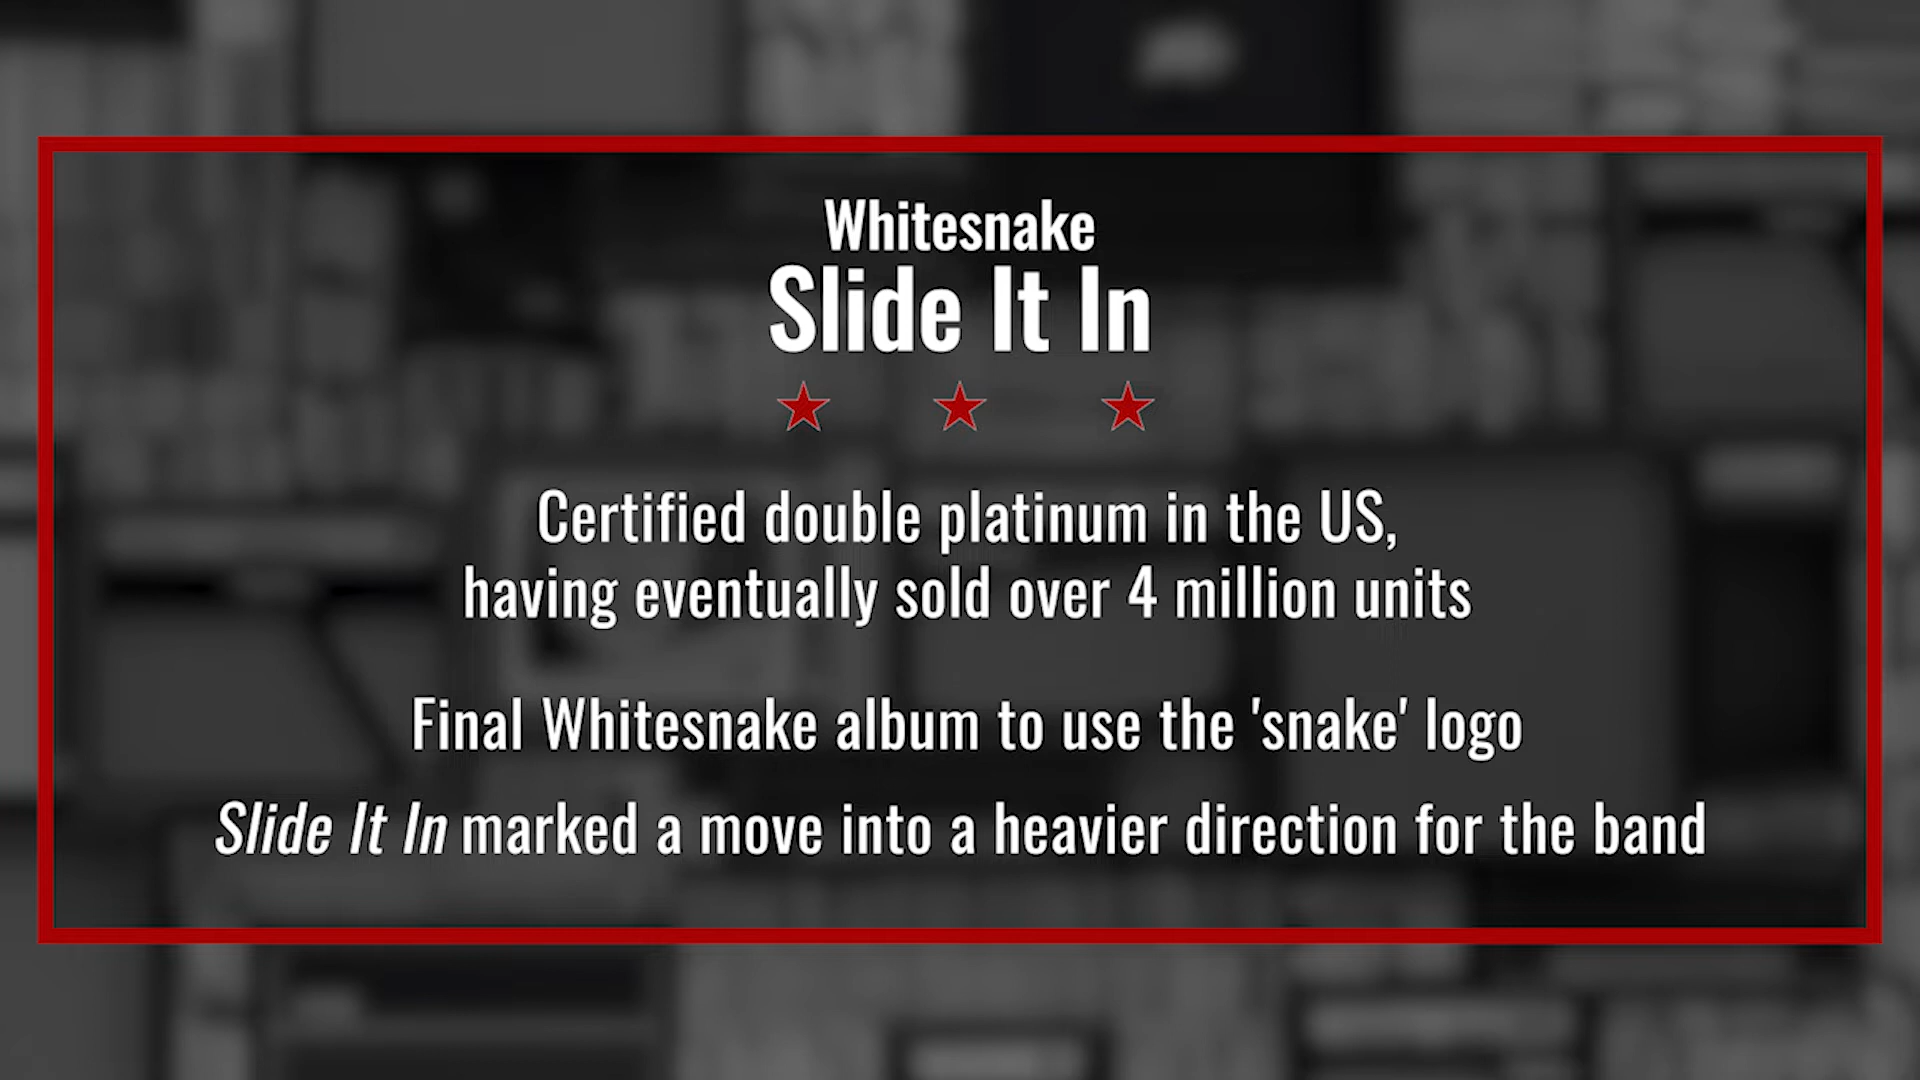 Whitesnake
Slide It In
Certified double platinum in the US,
having eventually sold over 4 million units
Final Whitesnake album to use the 'snake' logo
Slide It In marked a move into a heavier direction for the band